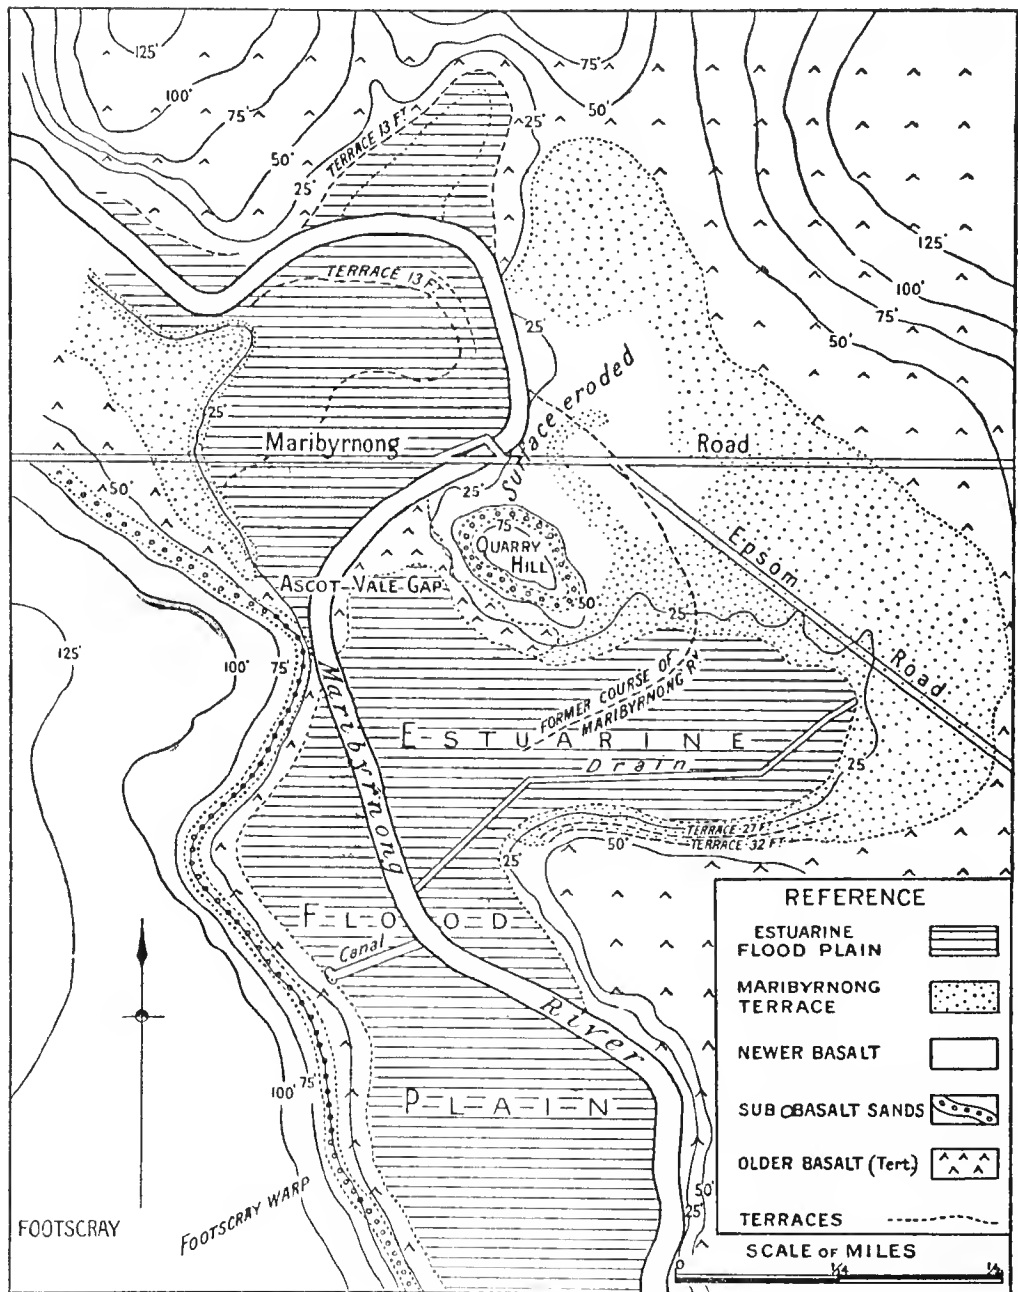 125'
100'
75'
50'
25'
TERRACE 13 FT
75'
50'
25'
125'
100'
75'
50'
TERRACE 13 FT
25'
25'
Surface eroded
Maribyrnong
Road
50'
25'
75'
QUARRY
HILL
50
Epsom
Road
ASCOT-VALE-GAP
25'
125'
100'
75'
Maribyrnong
River
FORMER COURSE OF
MARIBYRNONG RV
ESTUARINE
Drain
25'
TERRACE 27 FT
TERRACE 32 FT
25'
50'
FLOOD
Canal
PLAIN
100'
75'
50'
25'
FOOTSCRAY WARP
FOOTSCRAY
REFERENCE
ESTUARINE
FLOOD PLAIN
MARIBYRNONG
TERRACE
NEWER BASALT
SUB BASALT SANDS
OLDER BASALT (Tert.)
TERRACES
SCALE OF MILES
0 1/4 1/2